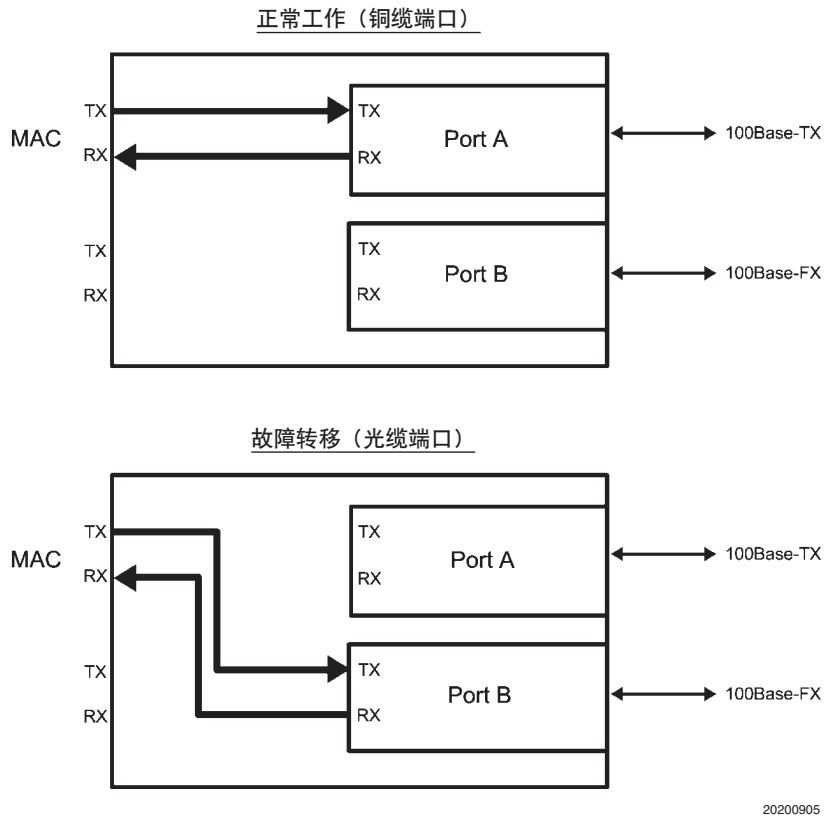 正常工作（铜缆端口）
TX
TX
MAC
Port A
100Base-TX
RX
RX
TX
TX
Port B
100Base-FX
RX
RX
故障转移（光缆端口）
TX
TX
MAC
Port A
100Base-TX
RX
RX
TX
TX
Port B
100Base-FX
RX
RX
20200905